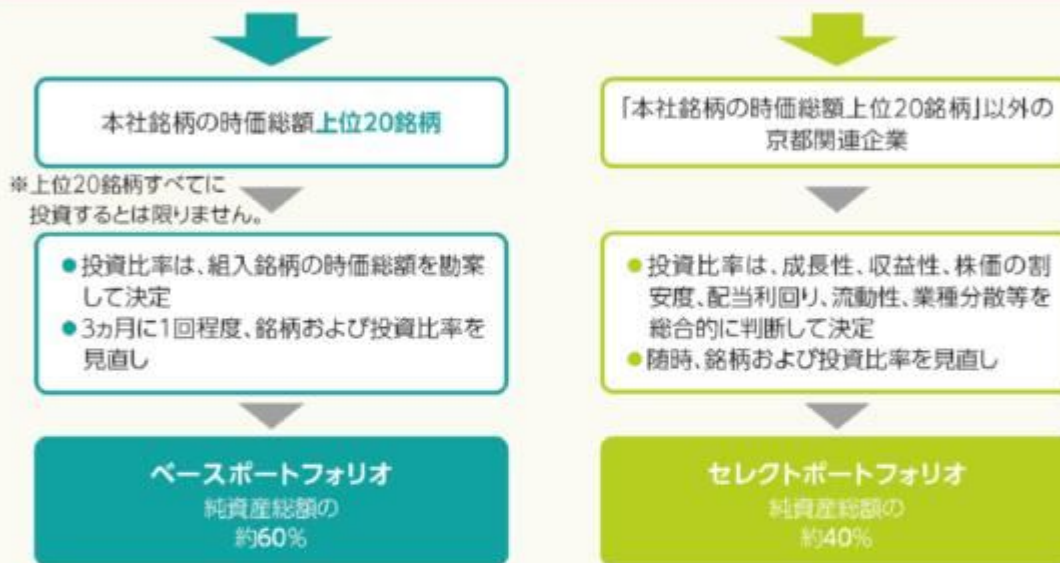 本社銘柄の時価総額上位20銘柄
※上位20銘柄すべてに
投資するとは限りません。
●投資比率は、組入銘柄の時価総額を勘案
して決定
●3ヵ月に1回程度、銘柄および投資比率を
見直し
ベースポートフォリオ
純資産総額の
約60%
「本社銘柄の時価総額上位20銘柄」以外の
京都関連企業
●投資比率は、成長性、収益性、株価の割
安度、配当利回り、流動性、業種分散等を
総合的に判断して決定
●随時、銘柄および投資比率を見直し
セレクトポートフォリオ
純資産総額の
約40%